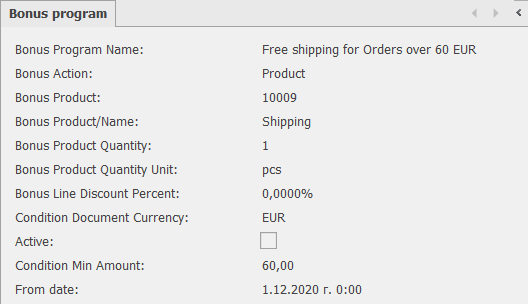 Bonus program
Bonus Program Name: Free shipping for Orders over 60 EUR
Bonus Action: Product
Bonus Product: 10009
Bonus Product/Name: Shipping
Bonus Product Quantity: 1
Bonus Product Quantity Unit: pcs
Bonus Line Discount Percent: 0,0000%
Condition Document Currency: EUR
Active:
Condition Min Amount: 60,00
From date: 1.12.2020 г. 0:00